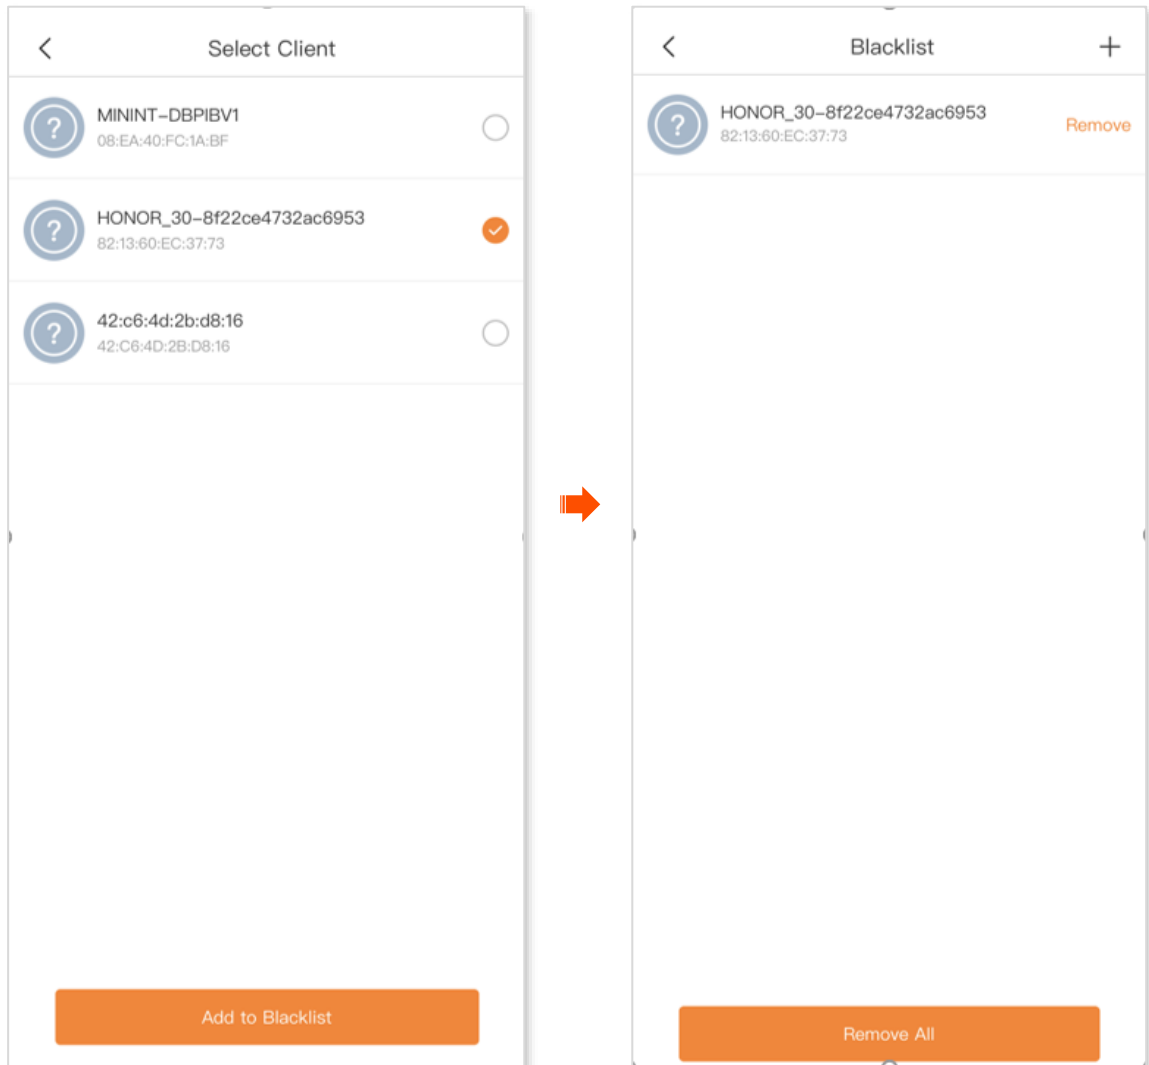 Select Client
MININT-DBPIBV1
08:EA:40:FC:1A:BF
?
HONOR_30-8f22ce4732ac6953
82:13:60:EC:37:73
?
42:c6:4d:2b:d8:16
42:C6:4D:2B:D8:16
?
Add to Blacklist
Blacklist
HONOR_30-8f22ce4732ac6953
82:13:60:EC:37:73
?
Remove
Remove All